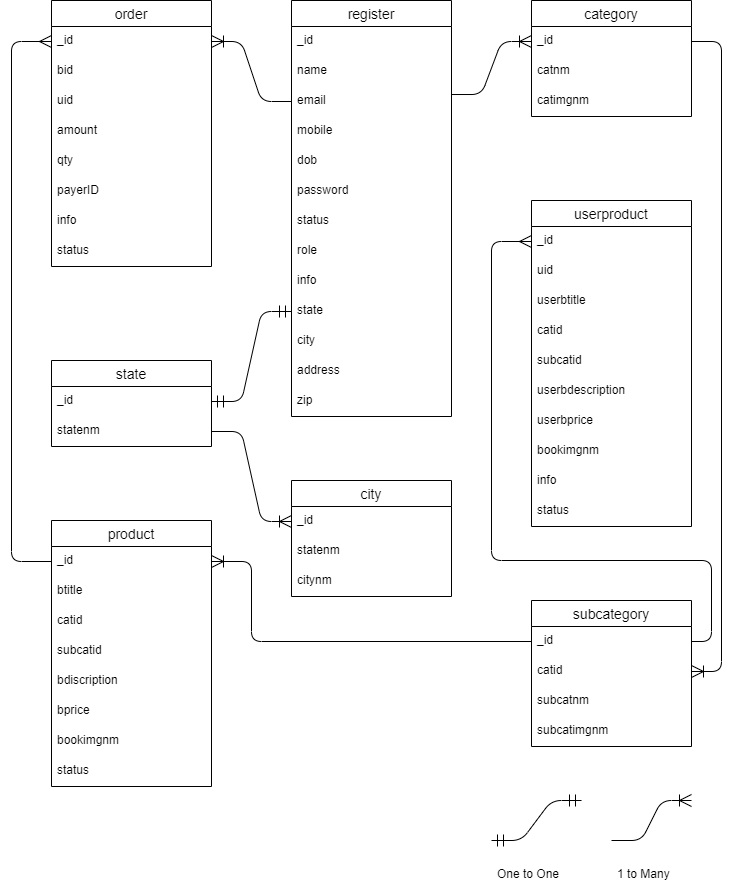 order
_id
bid
uid
amount
qty
payerID
info
status
register
_id
name
email
mobile
dob
password
status
role
info
state
city
address
zip
category
_id
catnm
catimgnm
userproduct
_id
uid
userbtitle
catid
subcatid
userbdescription
userbprice
bookimgnm
info
status
state
_id
statenm
city
_id
statenm
citynm
product
_id
btitle
catid
subcatid
bdiscription
bprice
bookimgnm
status
subcategory
_id
catid
subcatnm
subcatimgnm
One to One
1 to Many